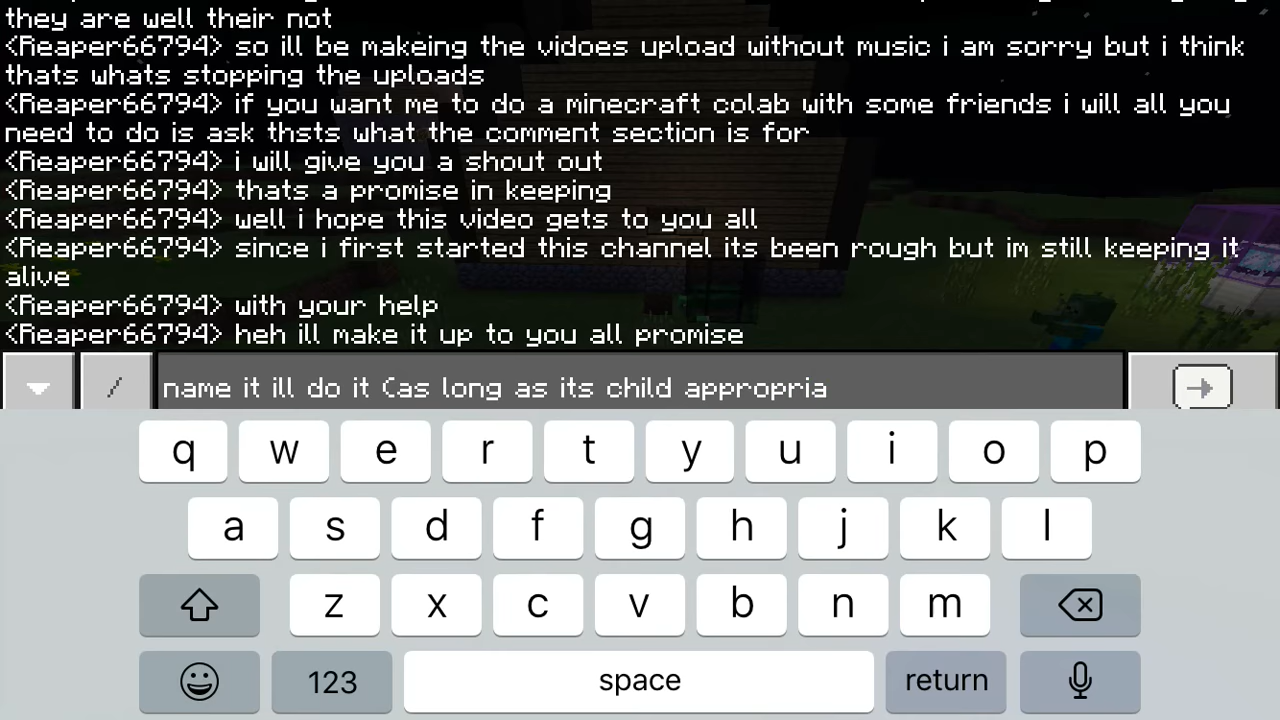 they are well their not
<Reaper66794> so ill be makeing the vidoes upload without music i am sorry but i think
thats whats stopping the uploads
<Reaper66794> if you want me to do a minecraft colab with some friends i will all you
need to do is ask thsts what the comment section is for
<Reaper66794> i will give you a shout out
<Reaper66794> thats a promise in keeping
<Reaper66794> well i hope this video gets to you all
<Reaper66794> since i first started this channel its been rough but im still keeping it
alive
<Reaper66794> with your help
<Reaper66794> heh ill make it up to you all promise
/ name it ill do it (as long as its child appropria
q w e r t y u i o p
a s d f g h j k l
z x c v b n m
123 space return